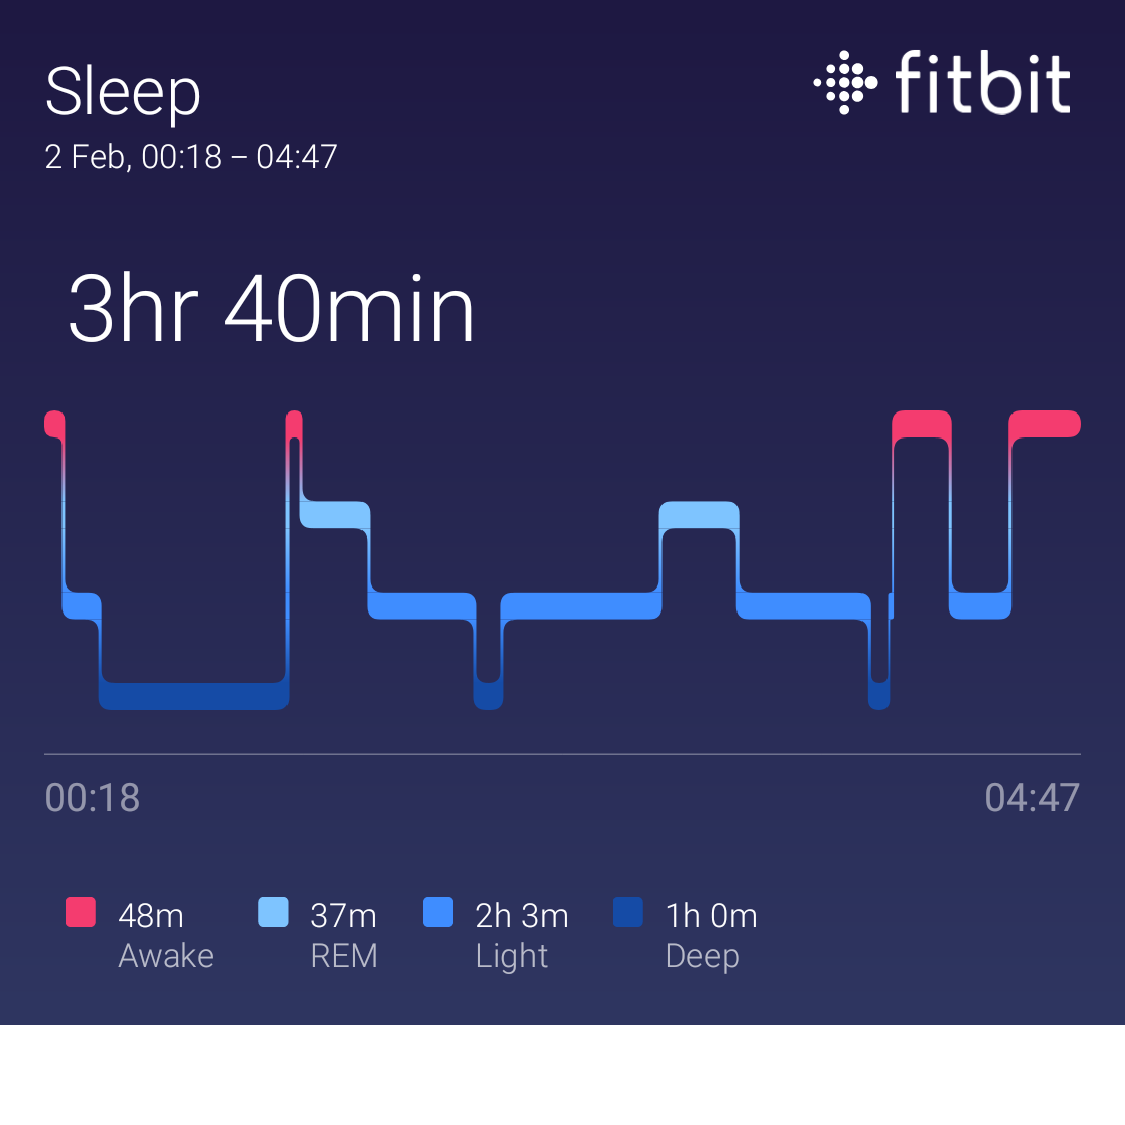 Sleep
fitbit
2 Feb, 00:18 – 04:47
3hr 40min
00:18
04:47
48m
Awake
37m
REM
2h 3m
Light
1h 0m
Deep